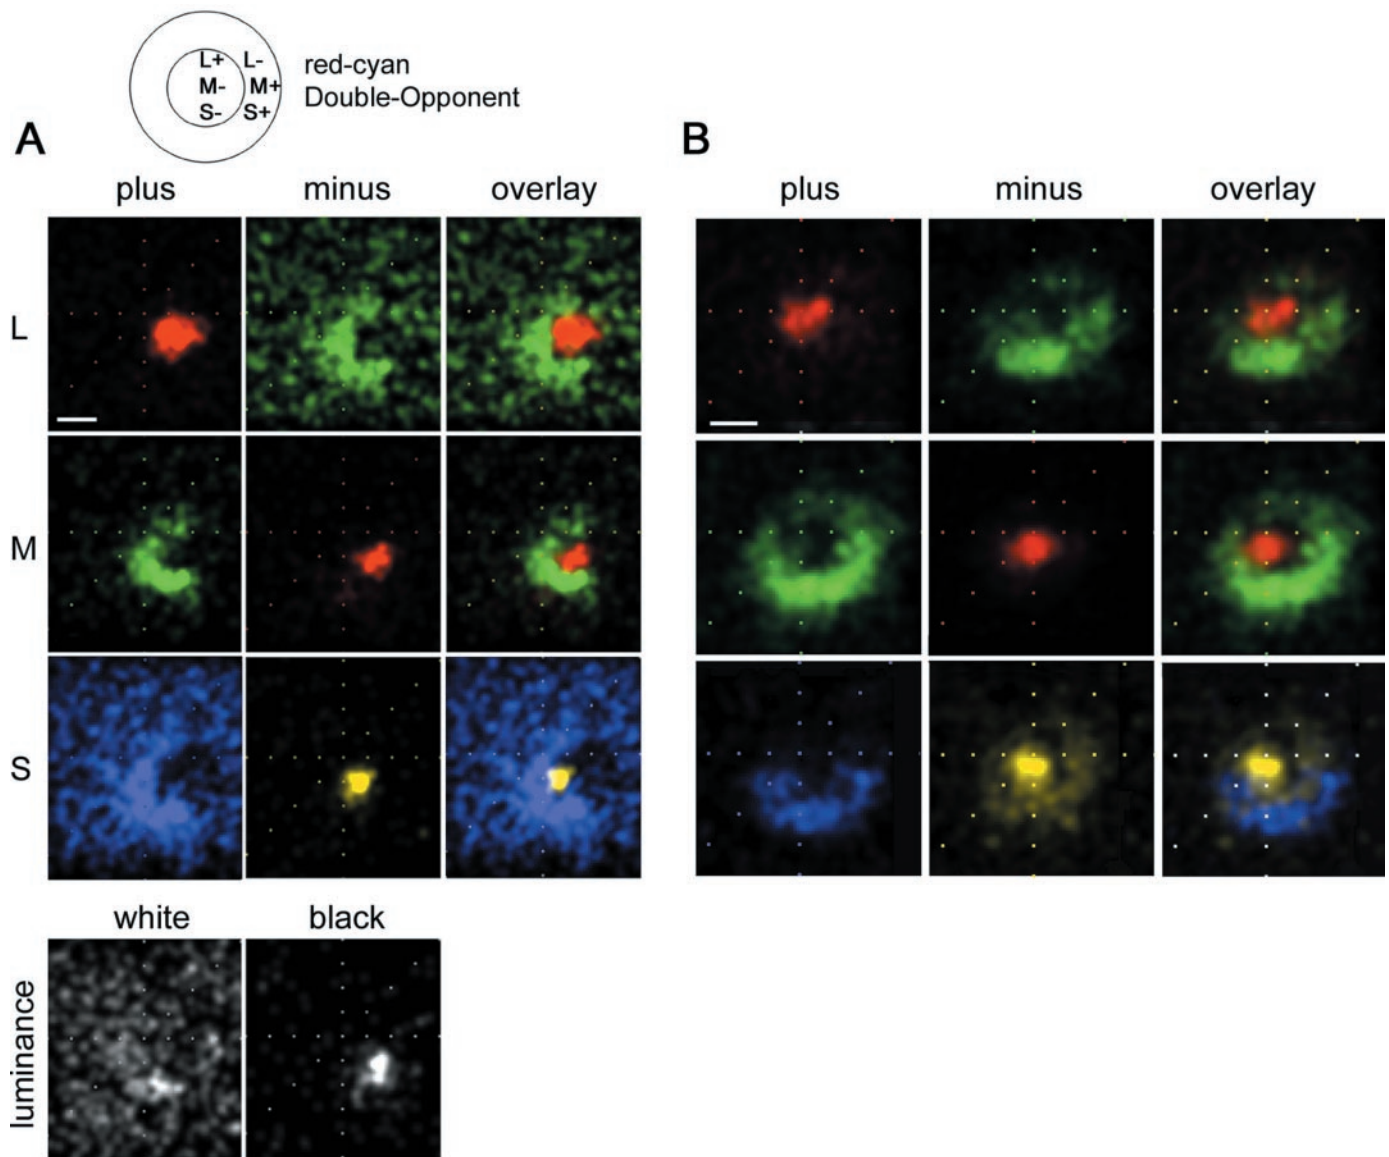 L+ L-
M- M+
S- S+
red-cyan
Double-Opponent
A
plus minus overlay
L
M
S
white black
luminance
B
plus minus overlay